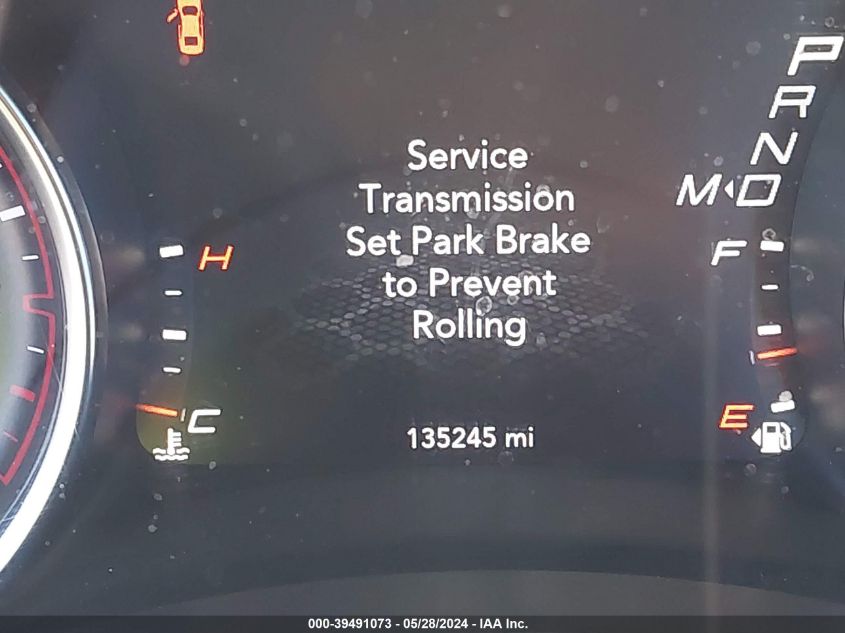 P
R
N
M D
Service
Transmission
Set Park Brake
to Prevent
Rolling
H
F
C
E
135245 mi
000-39491073 - 05/28/2024 - IAA Inc.